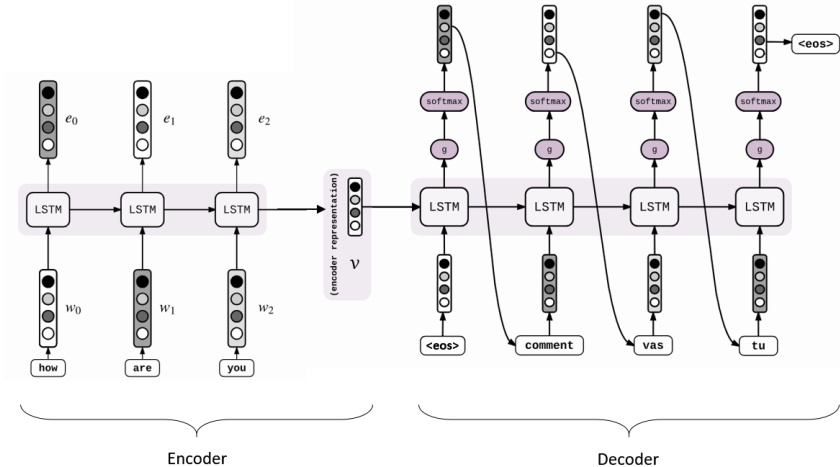 <eos>
softmax softmax softmax softmax
e0 e1 e2
g g g g
LSTM LSTM LSTM
(encoder representation)
v
LSTM LSTM LSTM LSTM
w0 w1 w2
<eos> comment vas tu
how are you
Encoder Decoder